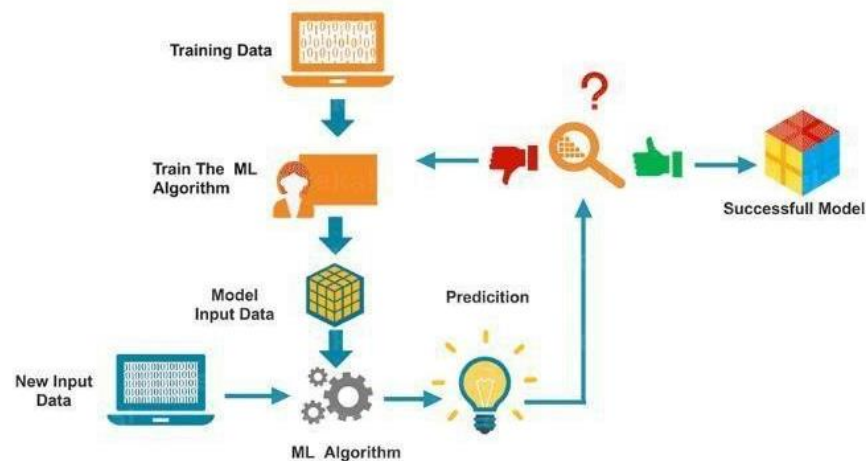 Training Data
Train The ML
Algorithm
Successfull Model
Model
Input Data
Predicition
New Input
Data
ML Algorithm